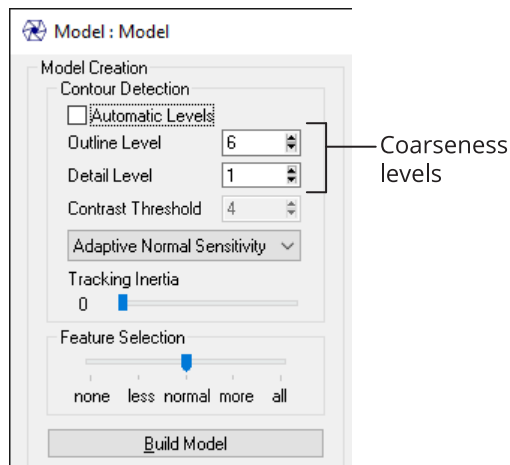 Model : Model
Model Creation
Contour Detection
Automatic Levels
Outline Level 6
Detail Level 1
Coarseness
levels
Contrast Threshold 4
Adaptive Normal Sensitivity
Tracking Inertia
0
Feature Selection
none less normal more all
Build Model